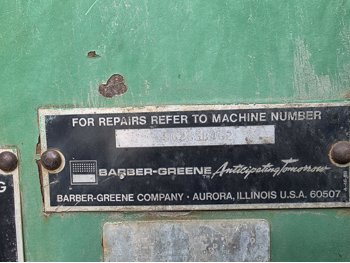 FOR REPAIRS REFER TO MACHINE NUMBER
BARBER-GREENE Anticipating Tomorrow
BARBER-GREENE COMPANY · AURORA, ILLINOIS U.S.A. 60507
G